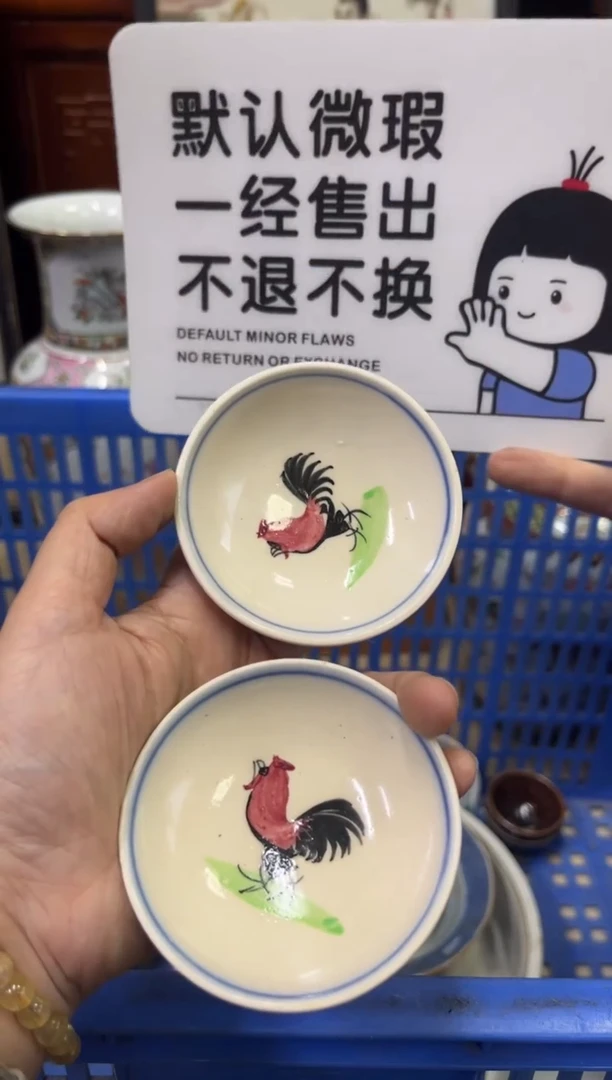 默认微瑕
一经售出
不退不换
DEFAULT MINOR FLAWS
NO RETURN OR EXCHANGE